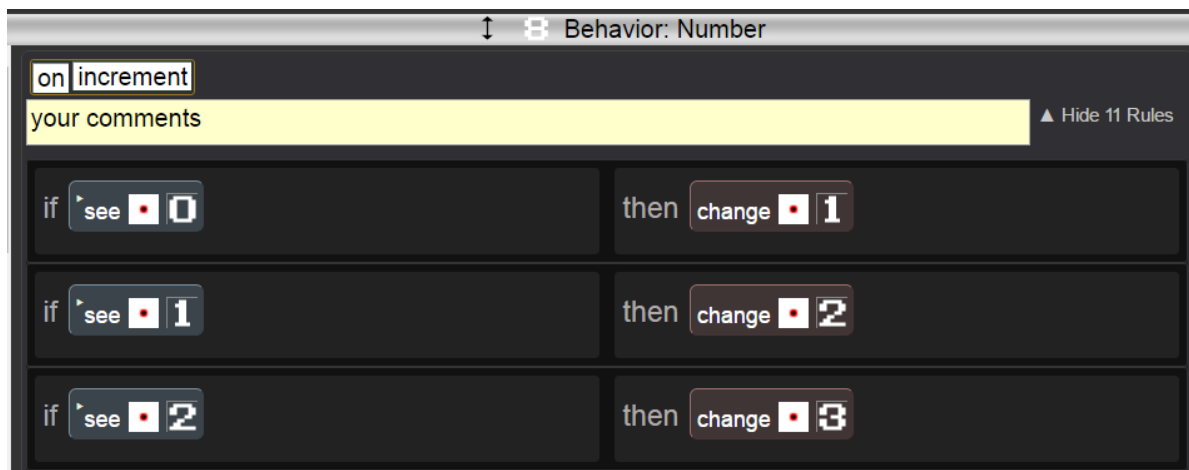 ↕ 8 Behavior: Number
on increment
your comments
▲ Hide 11 Rules
if see 0 then change 1
if see 1 then change 2
if see 2 then change 3